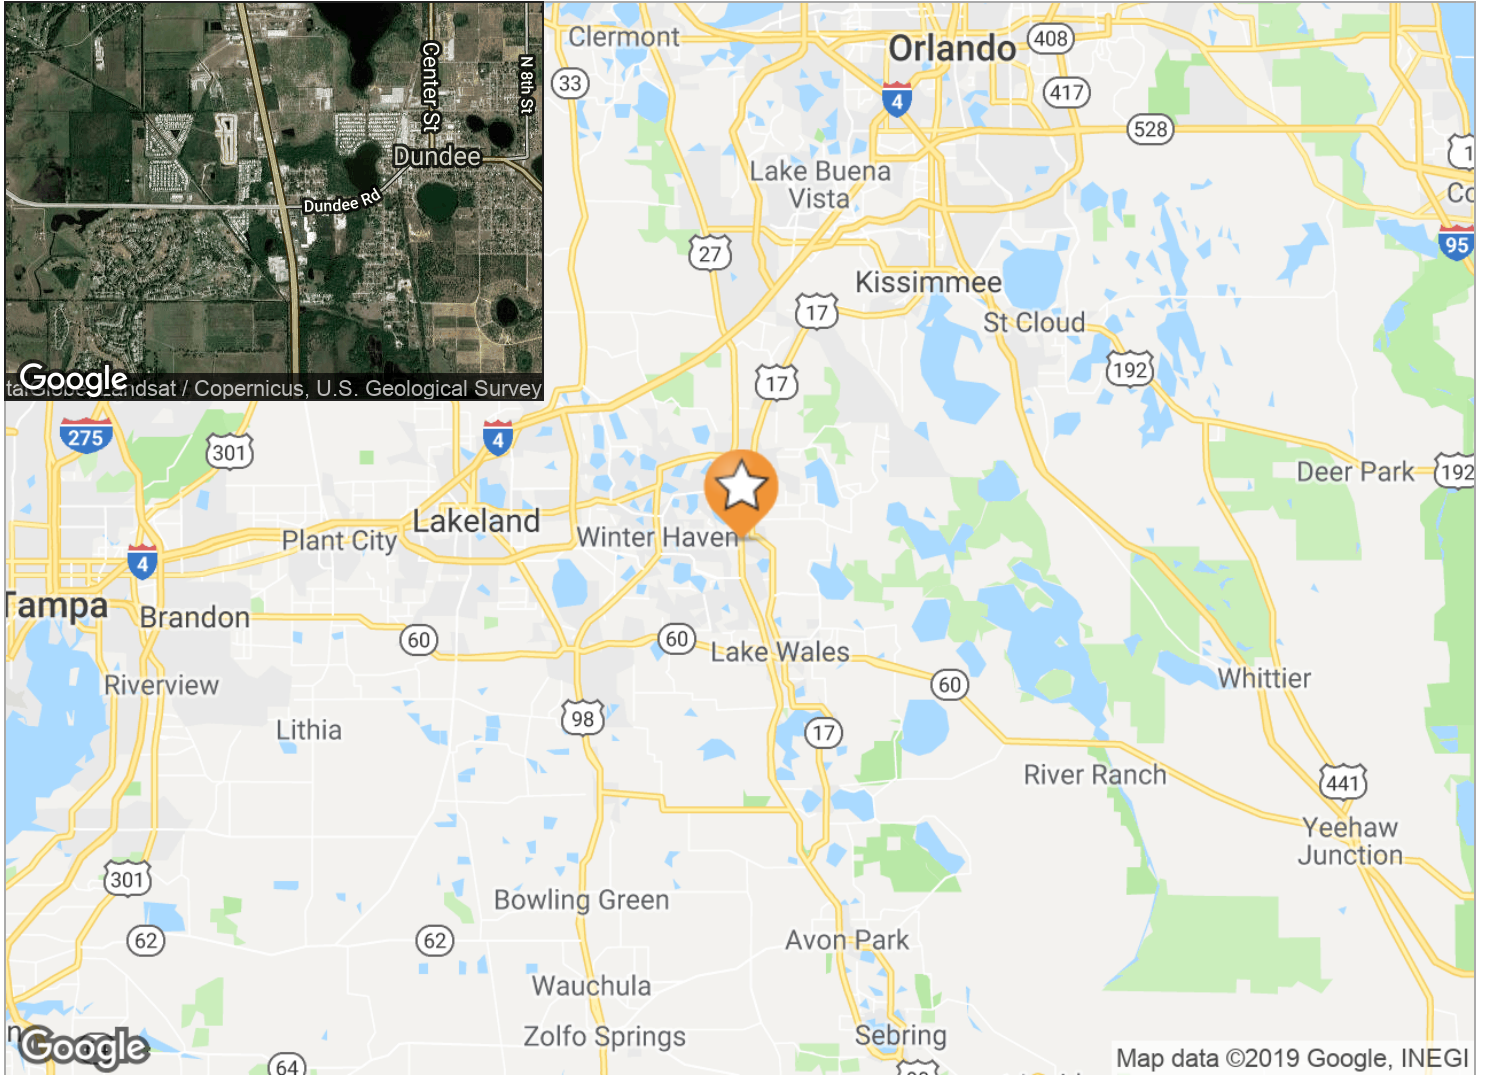 Center St
N 8th St
Dundee
Dundee Rd
Google
Landsat / Copernicus, U.S. Geological Survey
Clermont
Orlando
408
33
4
417
528
1
Lake Buena
Vista
Co
27
95
Kissimmee
17
St Cloud
17
192
275
301
4
Deer Park
192
Lakeland
Plant City
Winter Haven
4
Tampa
Brandon
60
60
Lake Wales
60
Riverview
Whittier
98
Lithia
17
River Ranch
441
Yeehaw
Junction
301
Bowling Green
62
62
Avon Park
Wauchula
Zolfo Springs
Sebring
Google
64
98
Map data ©2019 Google, INEGI